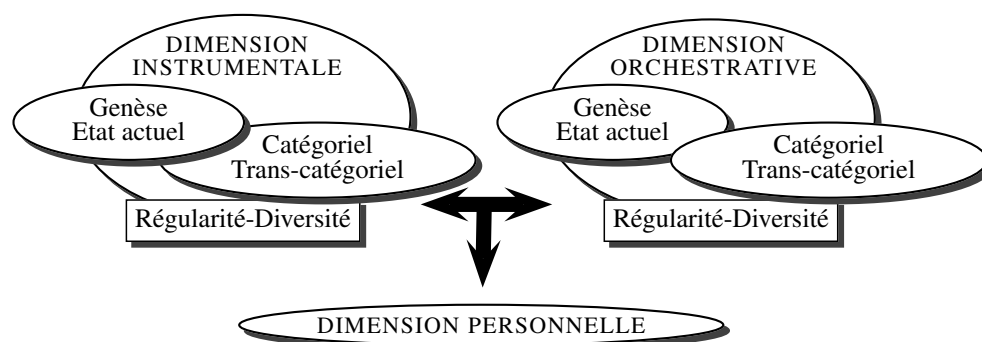 DIMENSION
INSTRUMENTALE
Genèse
Etat actuel
Catégoriel
Trans-catégoriel
Régularité-Diversité
DIMENSION
ORCHESTRATIVE
Genèse
Etat actuel
Catégoriel
Trans-catégoriel
Régularité-Diversité
DIMENSION PERSONNELLE